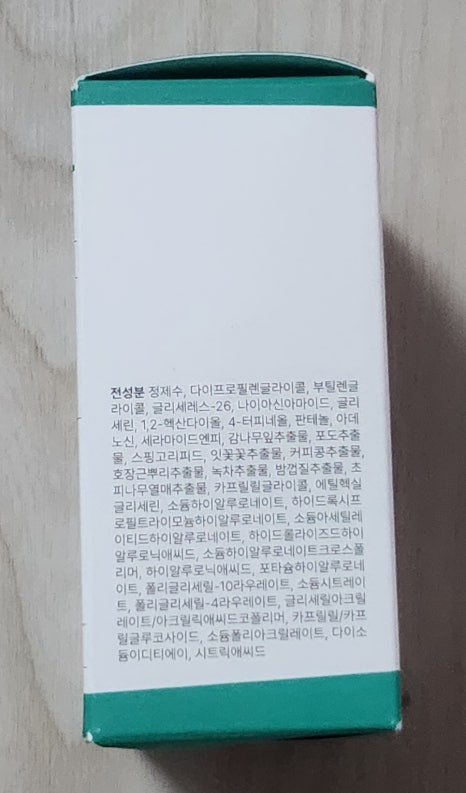 전성분 정제수, 다이프로필렌글라이콜, 부틸렌글
라이콜, 글리세레스-26, 나이아신아마이드, 글리
세린, 1,2-헥산다이올, 4-터피네올, 판테놀, 아데
노신, 세라마이드엔피, 감나무잎추출물, 포도추출
물, 스핑고리피드, 잇꽃꽃추출물, 커피콩추출물,
호장근뿌리추출물, 녹차추출물, 밤껍질추출물, 초
피나무열매추출물, 카프릴릴글라이콜, 에틸헥실
글리세린, 소듐하이알루로네이트, 하이드록시프
로필트라이모늄하이알루로네이트, 소듐아세틸레
이티드하이알루로네이트, 하이드롤라이즈드하이
알루로닉애씨드, 소듐하이알루로네이트크로스폴
리머, 하이알루로닉애씨드, 포타슘하이알루로네
이트, 폴리글리세릴-10라우레이트, 소듐시트레이
트, 폴리글리세릴-4라우레이트, 글리세릴아크릴
레이트/아크릴릭애씨드코폴리머, 카프릴릴/카프
릴글루코사이드, 소듐폴리아크릴레이트, 다이소
듐이디티에이, 시트릭애씨드